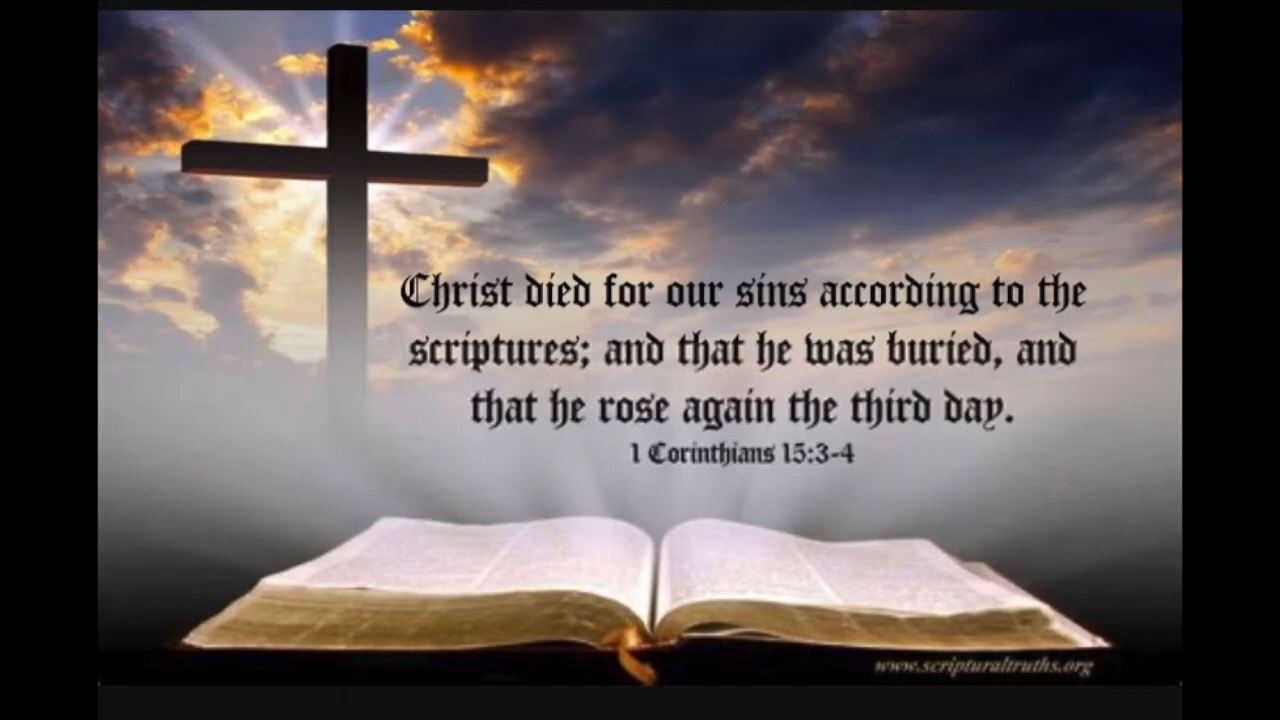 Christ died for our sins according to the
scriptures; and that he was buried, and
that he rose again the third day.
1 Corinthians 15:3-4
www.scripturaltruths.org